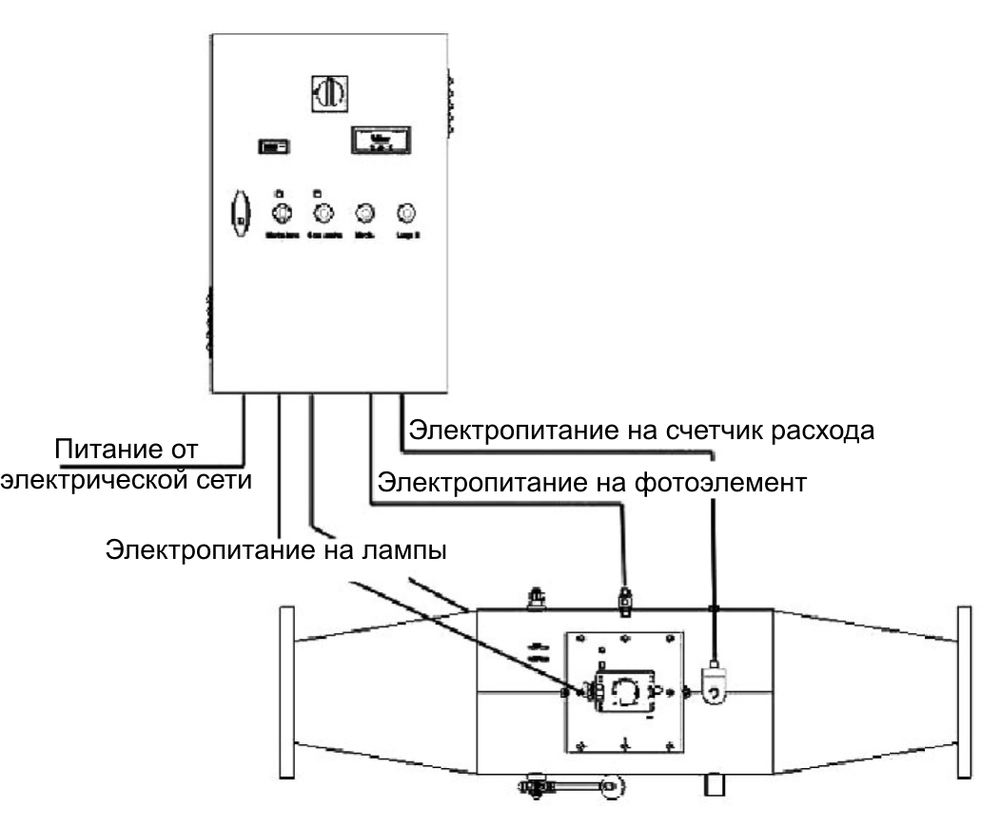 Электропитание на счетчик расхода
Питание от
электрической сети
Электропитание на фотоэлемент
Электропитание на лампы